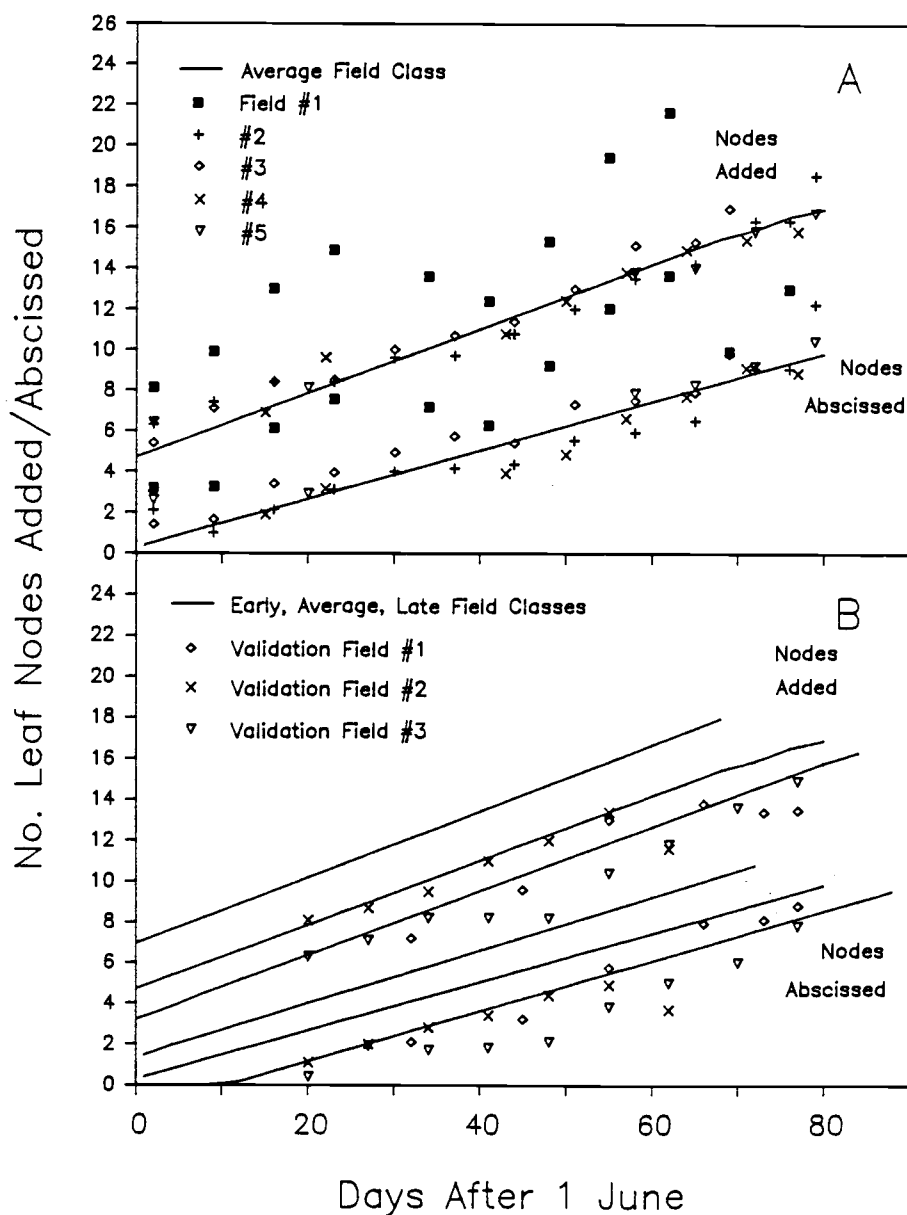 No. Leaf Nodes Added/Abscissed
26
24
22
20
18
16
14
12
10
8
6
4
2
0
A
Average Field Class
Field #1
#2
#3
#4
#5
Nodes
Added
Nodes
Abscissed
24
22
20
18
16
14
12
10
8
6
4
2
0
B
Early, Average, Late Field Classes
Validation Field #1
Validation Field #2
Validation Field #3
Nodes
Added
Nodes
Abscissed
0 20 40 60 80
Days After 1 June